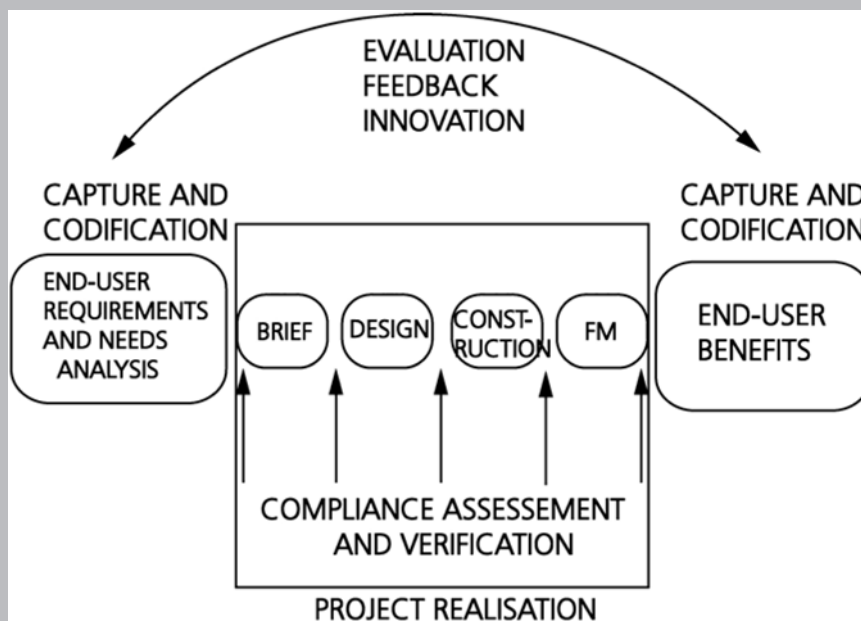 EVALUATION
FEEDBACK
INNOVATION
CAPTURE AND
CODIFICATION
CAPTURE AND
CODIFICATION
END-USER
REQUIREMENTS
AND NEEDS
ANALYSIS
BRIEF
DESIGN
CONST-
RUCTION
FM
END-USER
BENEFITS
COMPLIANCE ASSESSEMENT
AND VERIFICATION
PROJECT REALISATION